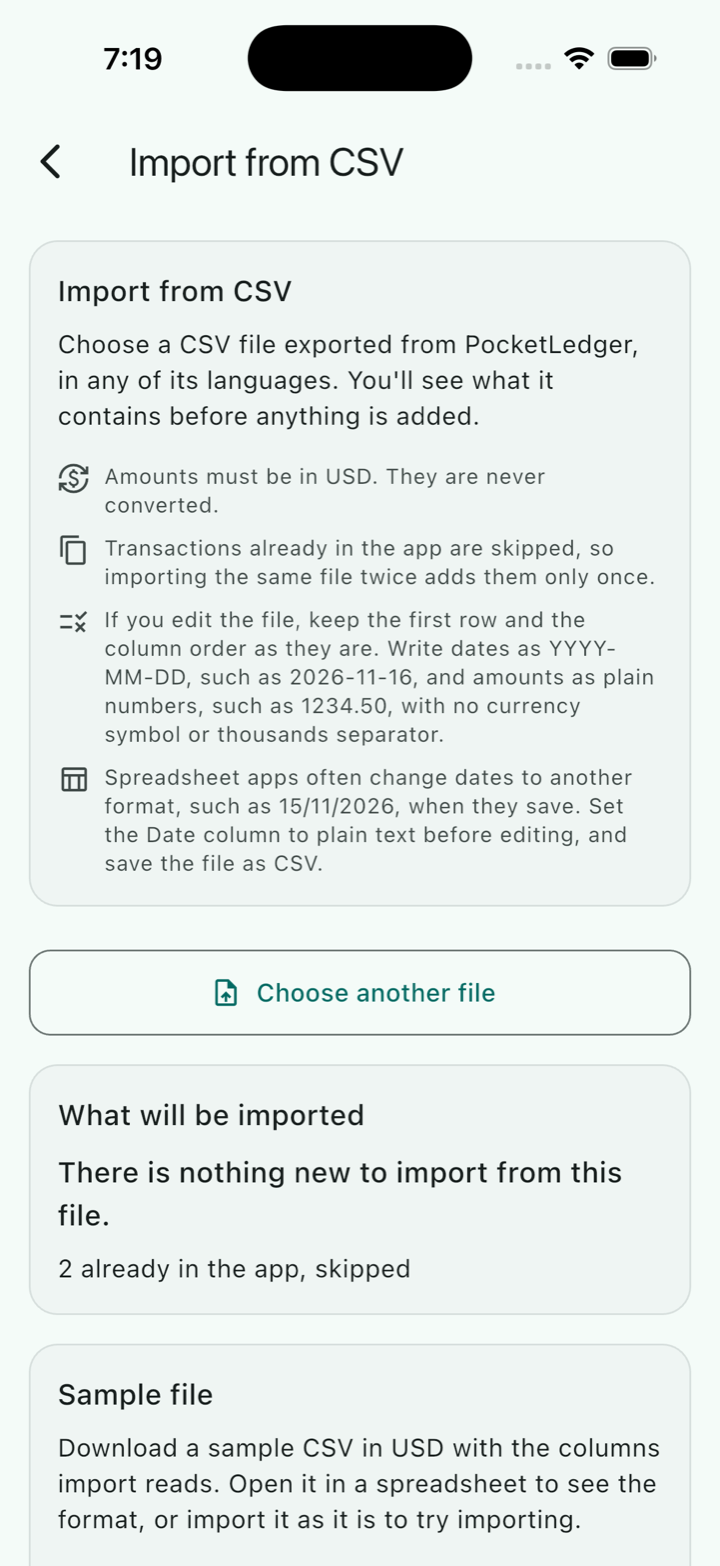 7:19
Import from CSV
Import from CSV
Choose a CSV file exported from PocketLedger,
in any of its languages. You'll see what it
contains before anything is added.
Amounts must be in USD. They are never
converted.
Transactions already in the app are skipped, so
importing the same file twice adds them only once.
If you edit the file, keep the first row and the
column order as they are. Write dates as YYYY-
MM-DD, such as 2026-11-16, and amounts as plain
numbers, such as 1234.50, with no currency
symbol or thousands separator.
Spreadsheet apps often change dates to another
format, such as 15/11/2026, when they save. Set
the Date column to plain text before editing, and
save the file as CSV.
Choose another file
What will be imported
There is nothing new to import from this
file.
2 already in the app, skipped
Sample file
Download a sample CSV in USD with the columns
import reads. Open it in a spreadsheet to see the
format, or import it as it is to try importing.